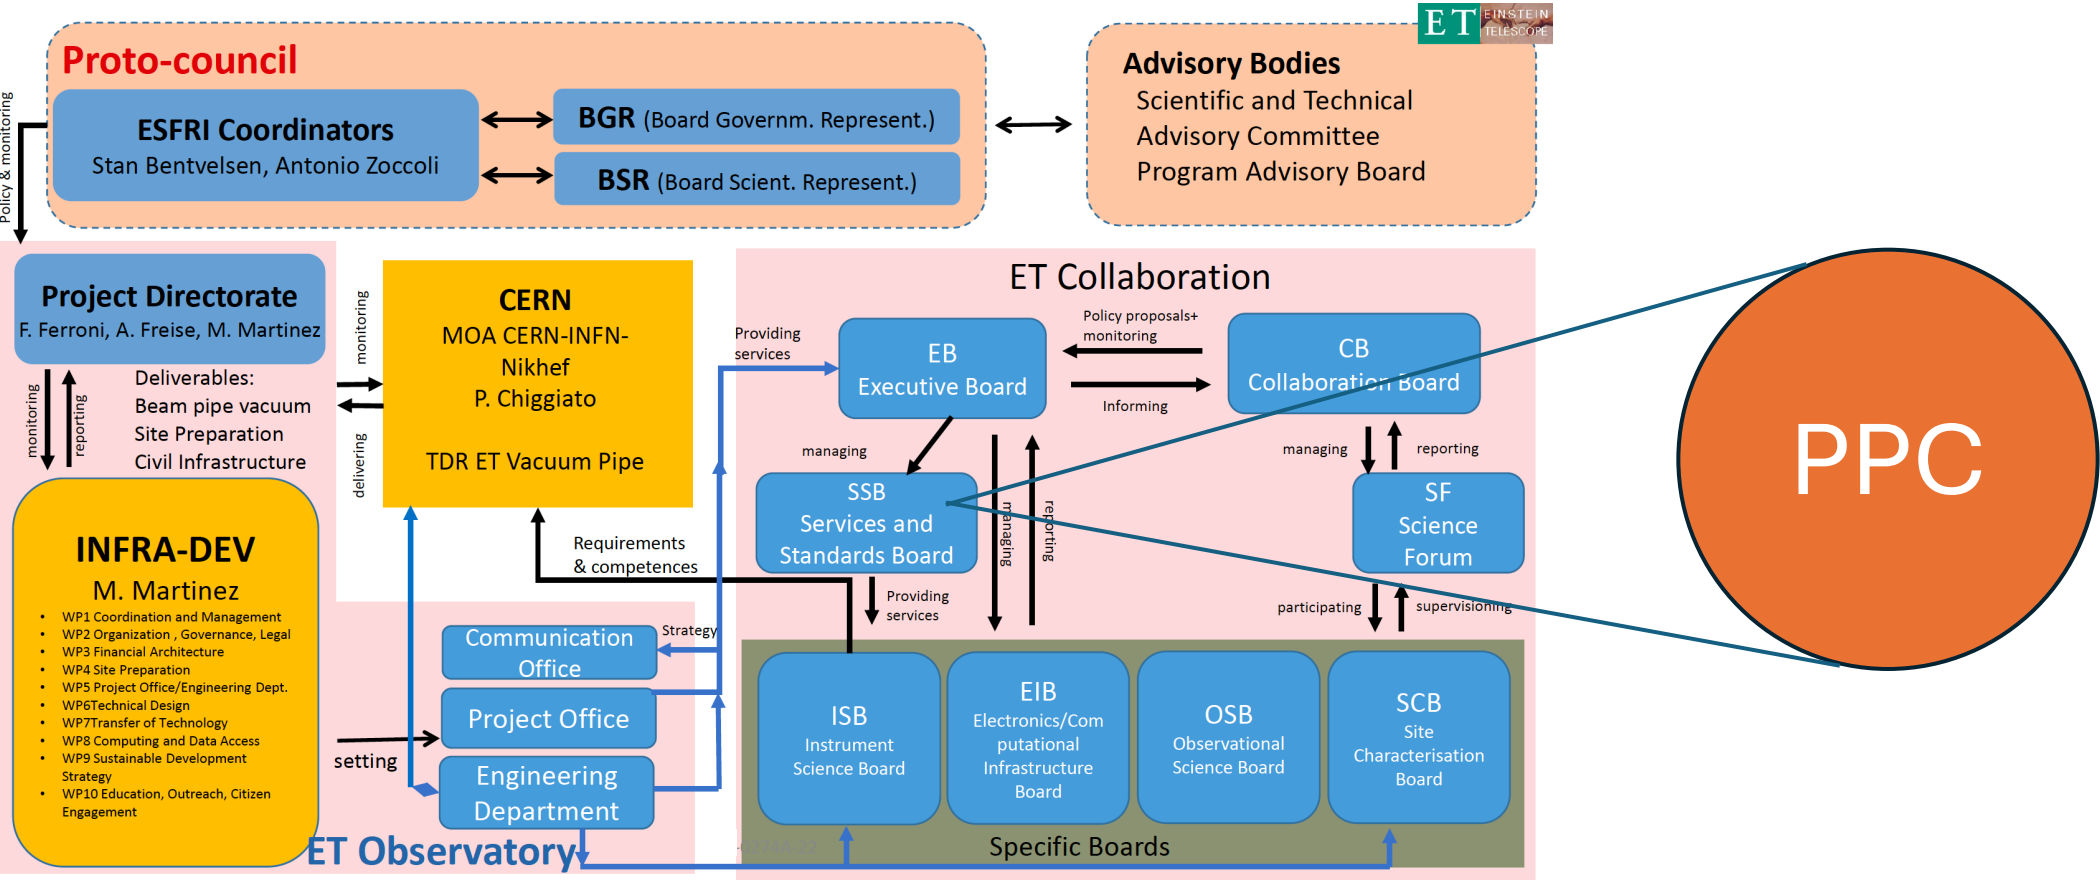 ET EINSTEIN
TELESCOPE
Proto-council
ESFRI Coordinators
Stan Bentvelsen, Antonio Zoccoli
BGR (Board Governm. Represent.)
BSR (Board Scient. Represent.)
Advisory Bodies
Scientific and Technical
Advisory Committee
Program Advisory Board
Policy & monitoring
Project Directorate
F. Ferroni, A. Freise, M. Martinez
monitoring
reporting
Deliverables:
Beam pipe vacuum
Site Preparation
Civil Infrastructure
monitoring
delivering
CERN
MOA CERN-INFN-
Nikhef
P. Chiggiato
TDR ET Vacuum Pipe
INFRA-DEV
M. Martinez
• WP1 Coordination and Management
• WP2 Organization , Governance, Legal
• WP3 Financial Architecture
• WP4 Site Preparation
• WP5 Project Office/Engineering Dept.
• WP6Technical Design
• WP7Transfer of Technology
• WP8 Computing and Data Access
• WP9 Sustainable Development
Strategy
• WP10 Education, Outreach, Citizen
Engagement
setting
Requirements
& competences
Communication
Office
Strategy
Project Office
Engineering
Department
ET Observatory
ET Collaboration
Providing
services
EB
Executive Board
Policy proposals+
monitoring
Informing
CB
Collaboration Board
managing
SSB
Services and
Standards Board
managing
reporting
managing
reporting
SF
Science
Forum
Providing
services
participating
supervisioning
ISB
Instrument
Science Board
EIB
Electronics/Com
putational
Infrastructure
Board
OSB
Observational
Science Board
SCB
Site
Characterisation
Board
Specific Boards
PPC